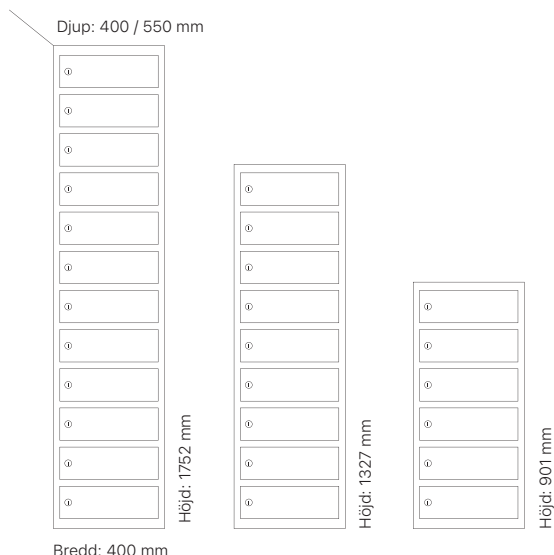 Djup: 400 / 550 mm
Höjd: 1752 mm
Höjd: 1327 mm
Höjd: 901 mm
Bredd: 400 mm